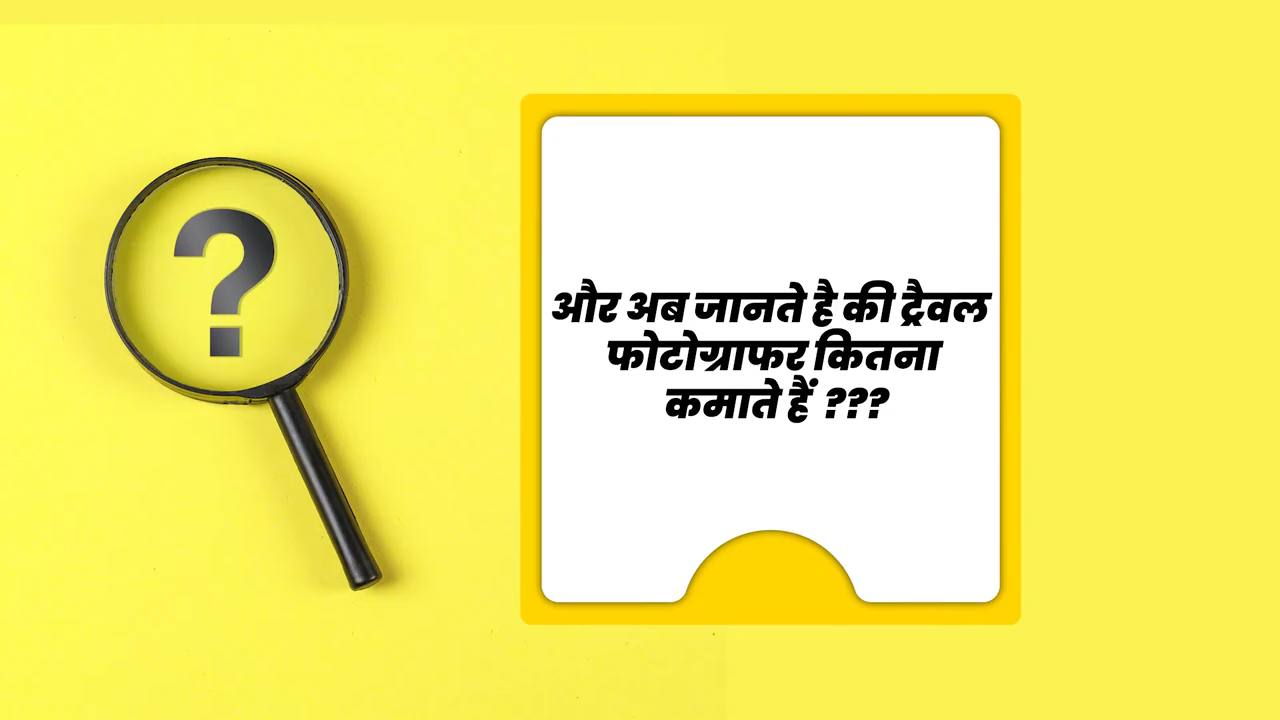 ?
और अब जानते है की ट्रैवल
फोटोग्राफर कितना
कमाते हैं ???